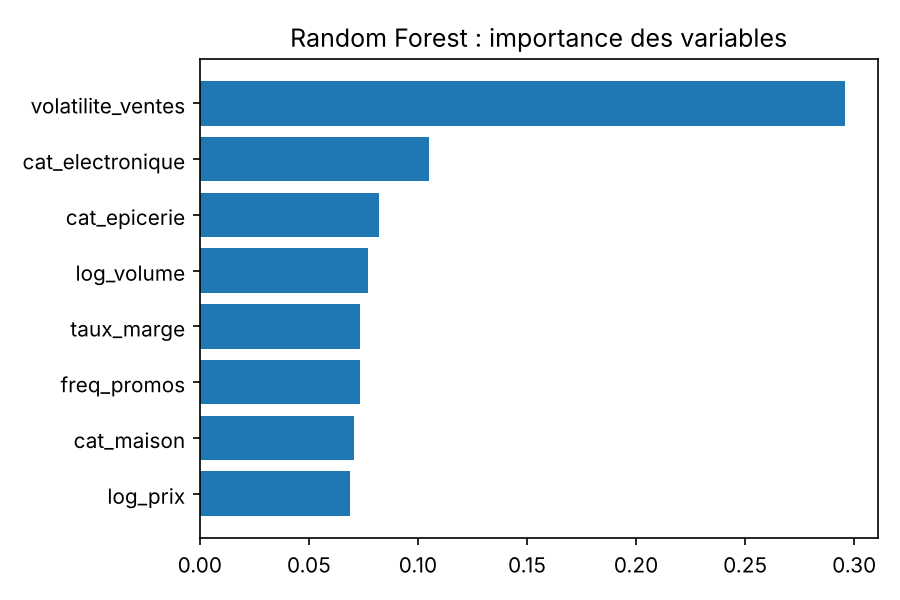 Random Forest : importance des variables
volatilite_ventes
cat_electronique
cat_epicerie
log_volume
taux_marge
freq_promos
cat_maison
log_prix
0.00 0.05 0.10 0.15 0.20 0.25 0.30